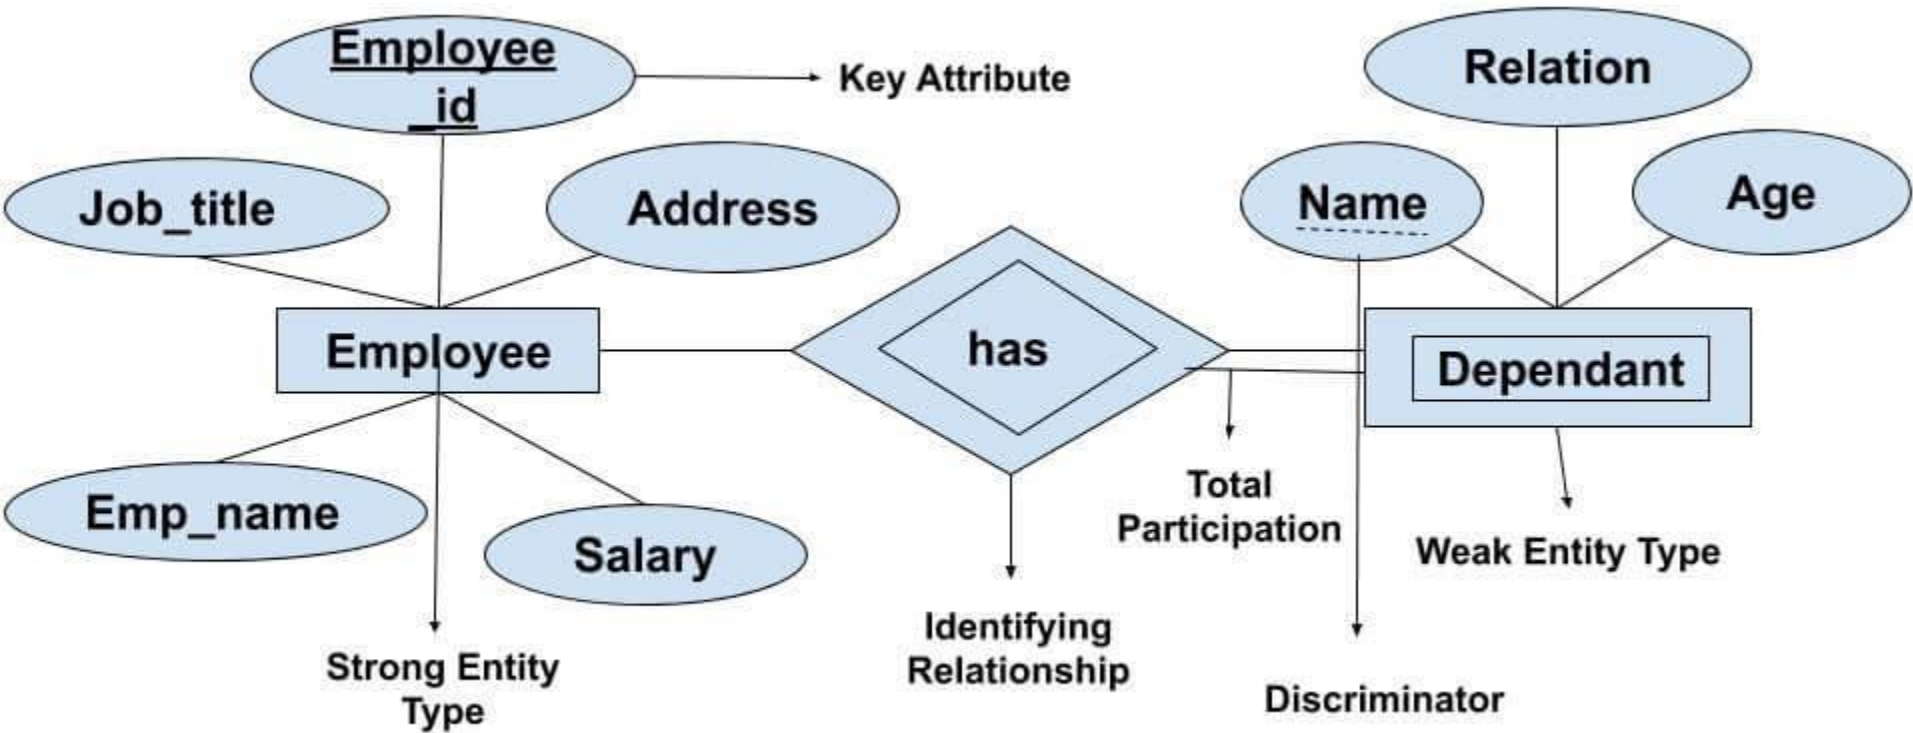 Employee
_id
Key Attribute
Relation
Job_title
Address
Name
Age
Employee
has
Dependant
Emp_name
Salary
Total
Participation
Weak Entity Type
Identifying
Relationship
Strong Entity
Type
Discriminator